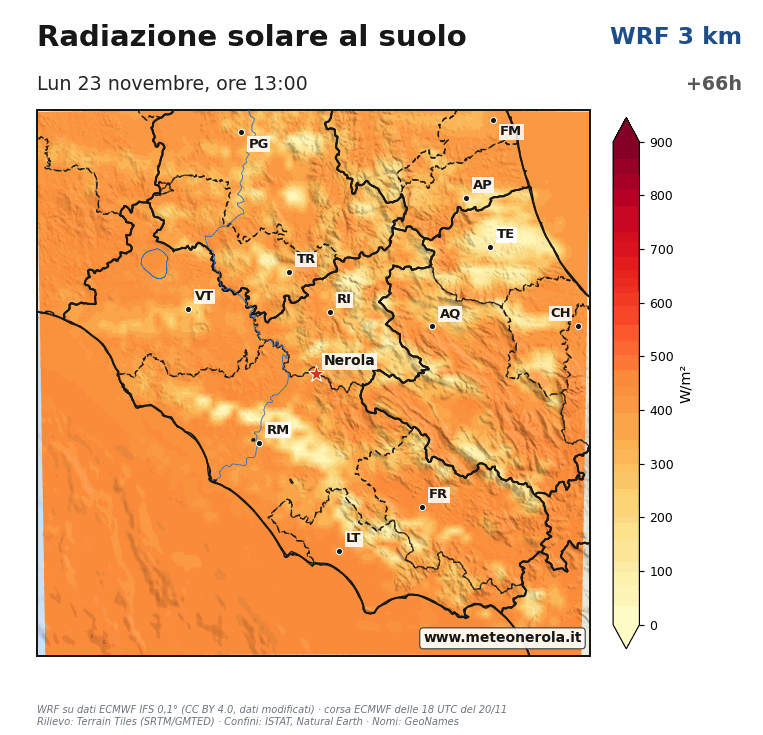 Radiazione solare al suolo
WRF 3 km
Lun 23 novembre, ore 13:00
+66h
FM
PG
AP
TE
TR
VT
RI
AQ
CH
Nerola
RM
FR
LT
www.meteonerola.it
900
800
700
600
500
400
300
200
100
0
W/m²
WRF su dati ECMWF IFS 0,1° (CC BY 4.0, dati modificati) · corsa ECMWF delle 18 UTC del 20/11
Rilievo: Terrain Tiles (SRTM/GMTED) · Confini: ISTAT, Natural Earth · Nomi: GeoNames